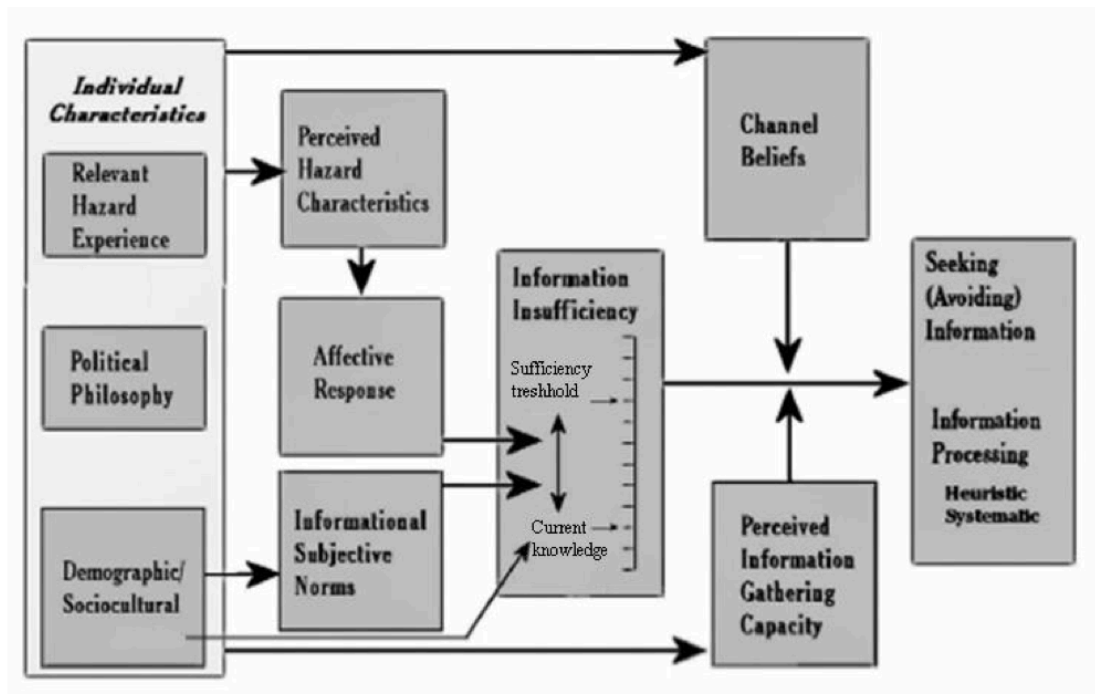 Individual
Characteristics
Relevant
Hazard
Experience
Political
Philosophy
Demographic/
Sociocultural
Perceived
Hazard
Characteristics
Affective
Response
Informational
Subjective
Norms
Information
Insufficiency
Sufficiency
treshhold
Current
knowledge
Channel
Beliefs
Perceived
Information
Gathering
Capacity
Seeking
(Avoiding)
Information
Information
Processing
Heuristic
Systematic